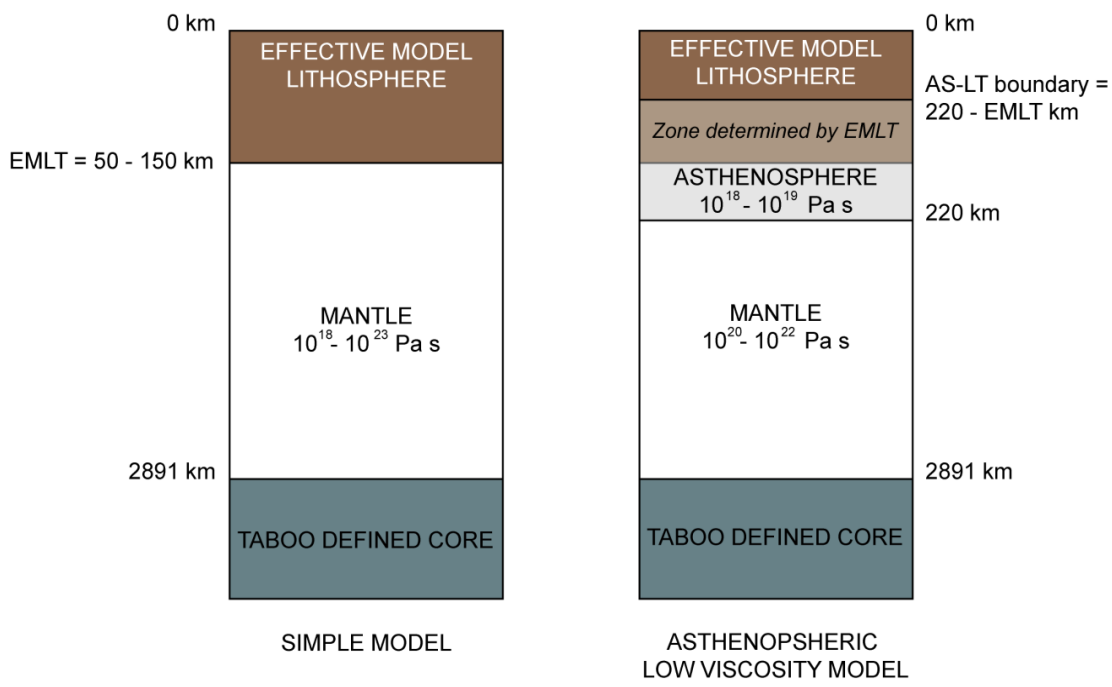 0 km
EFFECTIVE MODEL
LITHOSPHERE
EMLT = 50 - 150 km
MANTLE
10^18 - 10^23 Pa s
2891 km
TABOO DEFINED CORE
SIMPLE MODEL
0 km
EFFECTIVE MODEL
LITHOSPHERE
AS-LT boundary =
220 - EMLT km
Zone determined by EMLT
ASTHENOSPHERE
10^18 - 10^19 Pa s
220 km
MANTLE
10^20 - 10^22 Pa s
2891 km
TABOO DEFINED CORE
ASTHENOPSHERIC
LOW VISCOSITY MODEL